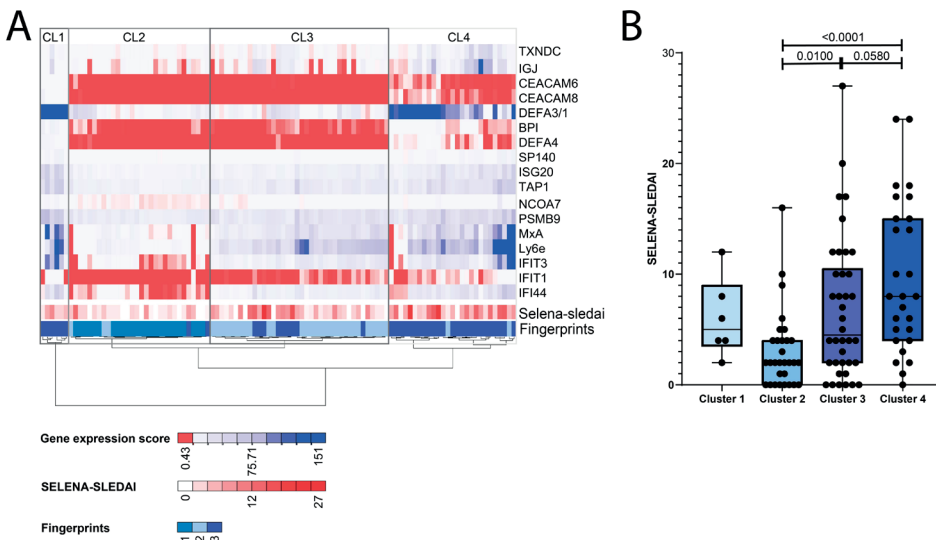 A
CL1 CL2 CL3 CL4
TXNDC
IGJ
CEACAM6
CEACAM8
DEFA3/1
BPI
DEFA4
SP140
ISG20
TAP1
NCOA7
PSMB9
MxA
Ly6e
IFIT3
IFIT1
IFI44
Selena-sledai
Fingerprints
Gene expression score
0.43 75.71 151
SELENA-SLEDAI
0 12 27
Fingerprints
1 2 3
B
<0.0001
0.0100 0.0580
SELENA-SLEDAI
30
20
10
0
Cluster 1 Cluster 2 Cluster 3 Cluster 4